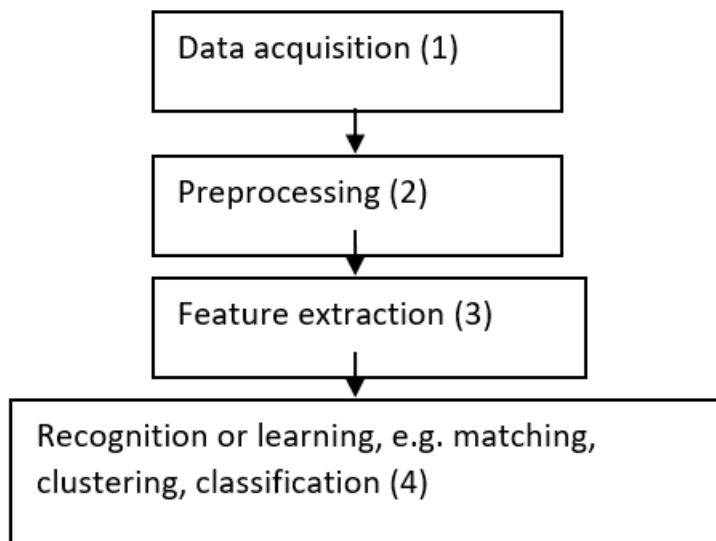 Data acquisition (1)
Preprocessing (2)
Feature extraction (3)
Recognition or learning, e.g. matching,
clustering, classification (4)